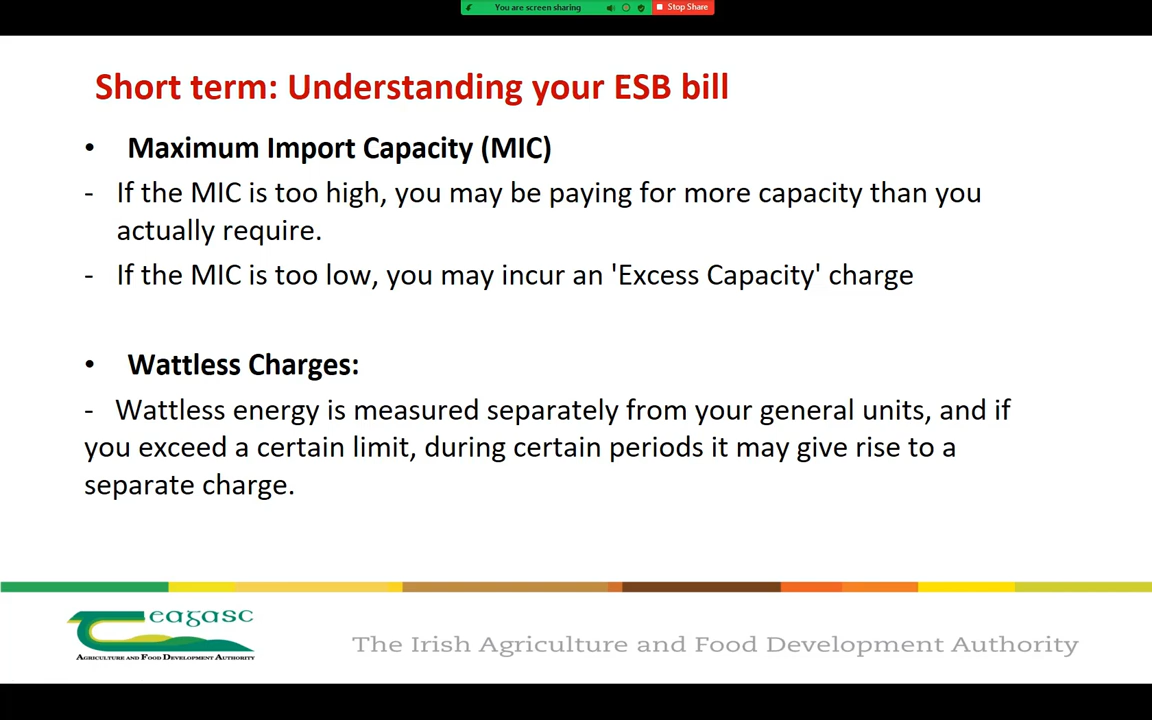 You are screen sharing
Stop Share
Short term: Understanding your ESB bill
• Maximum Import Capacity (MIC)
- If the MIC is too high, you may be paying for more capacity than you
actually require.
- If the MIC is too low, you may incur an 'Excess Capacity' charge
• Wattless Charges:
- Wattless energy is measured separately from your general units, and if
you exceed a certain limit, during certain periods it may give rise to a
separate charge.
Teagasc
AGRICULTURE AND FOOD DEVELOPMENT AUTHORITY
The Irish Agriculture and Food Development Authority